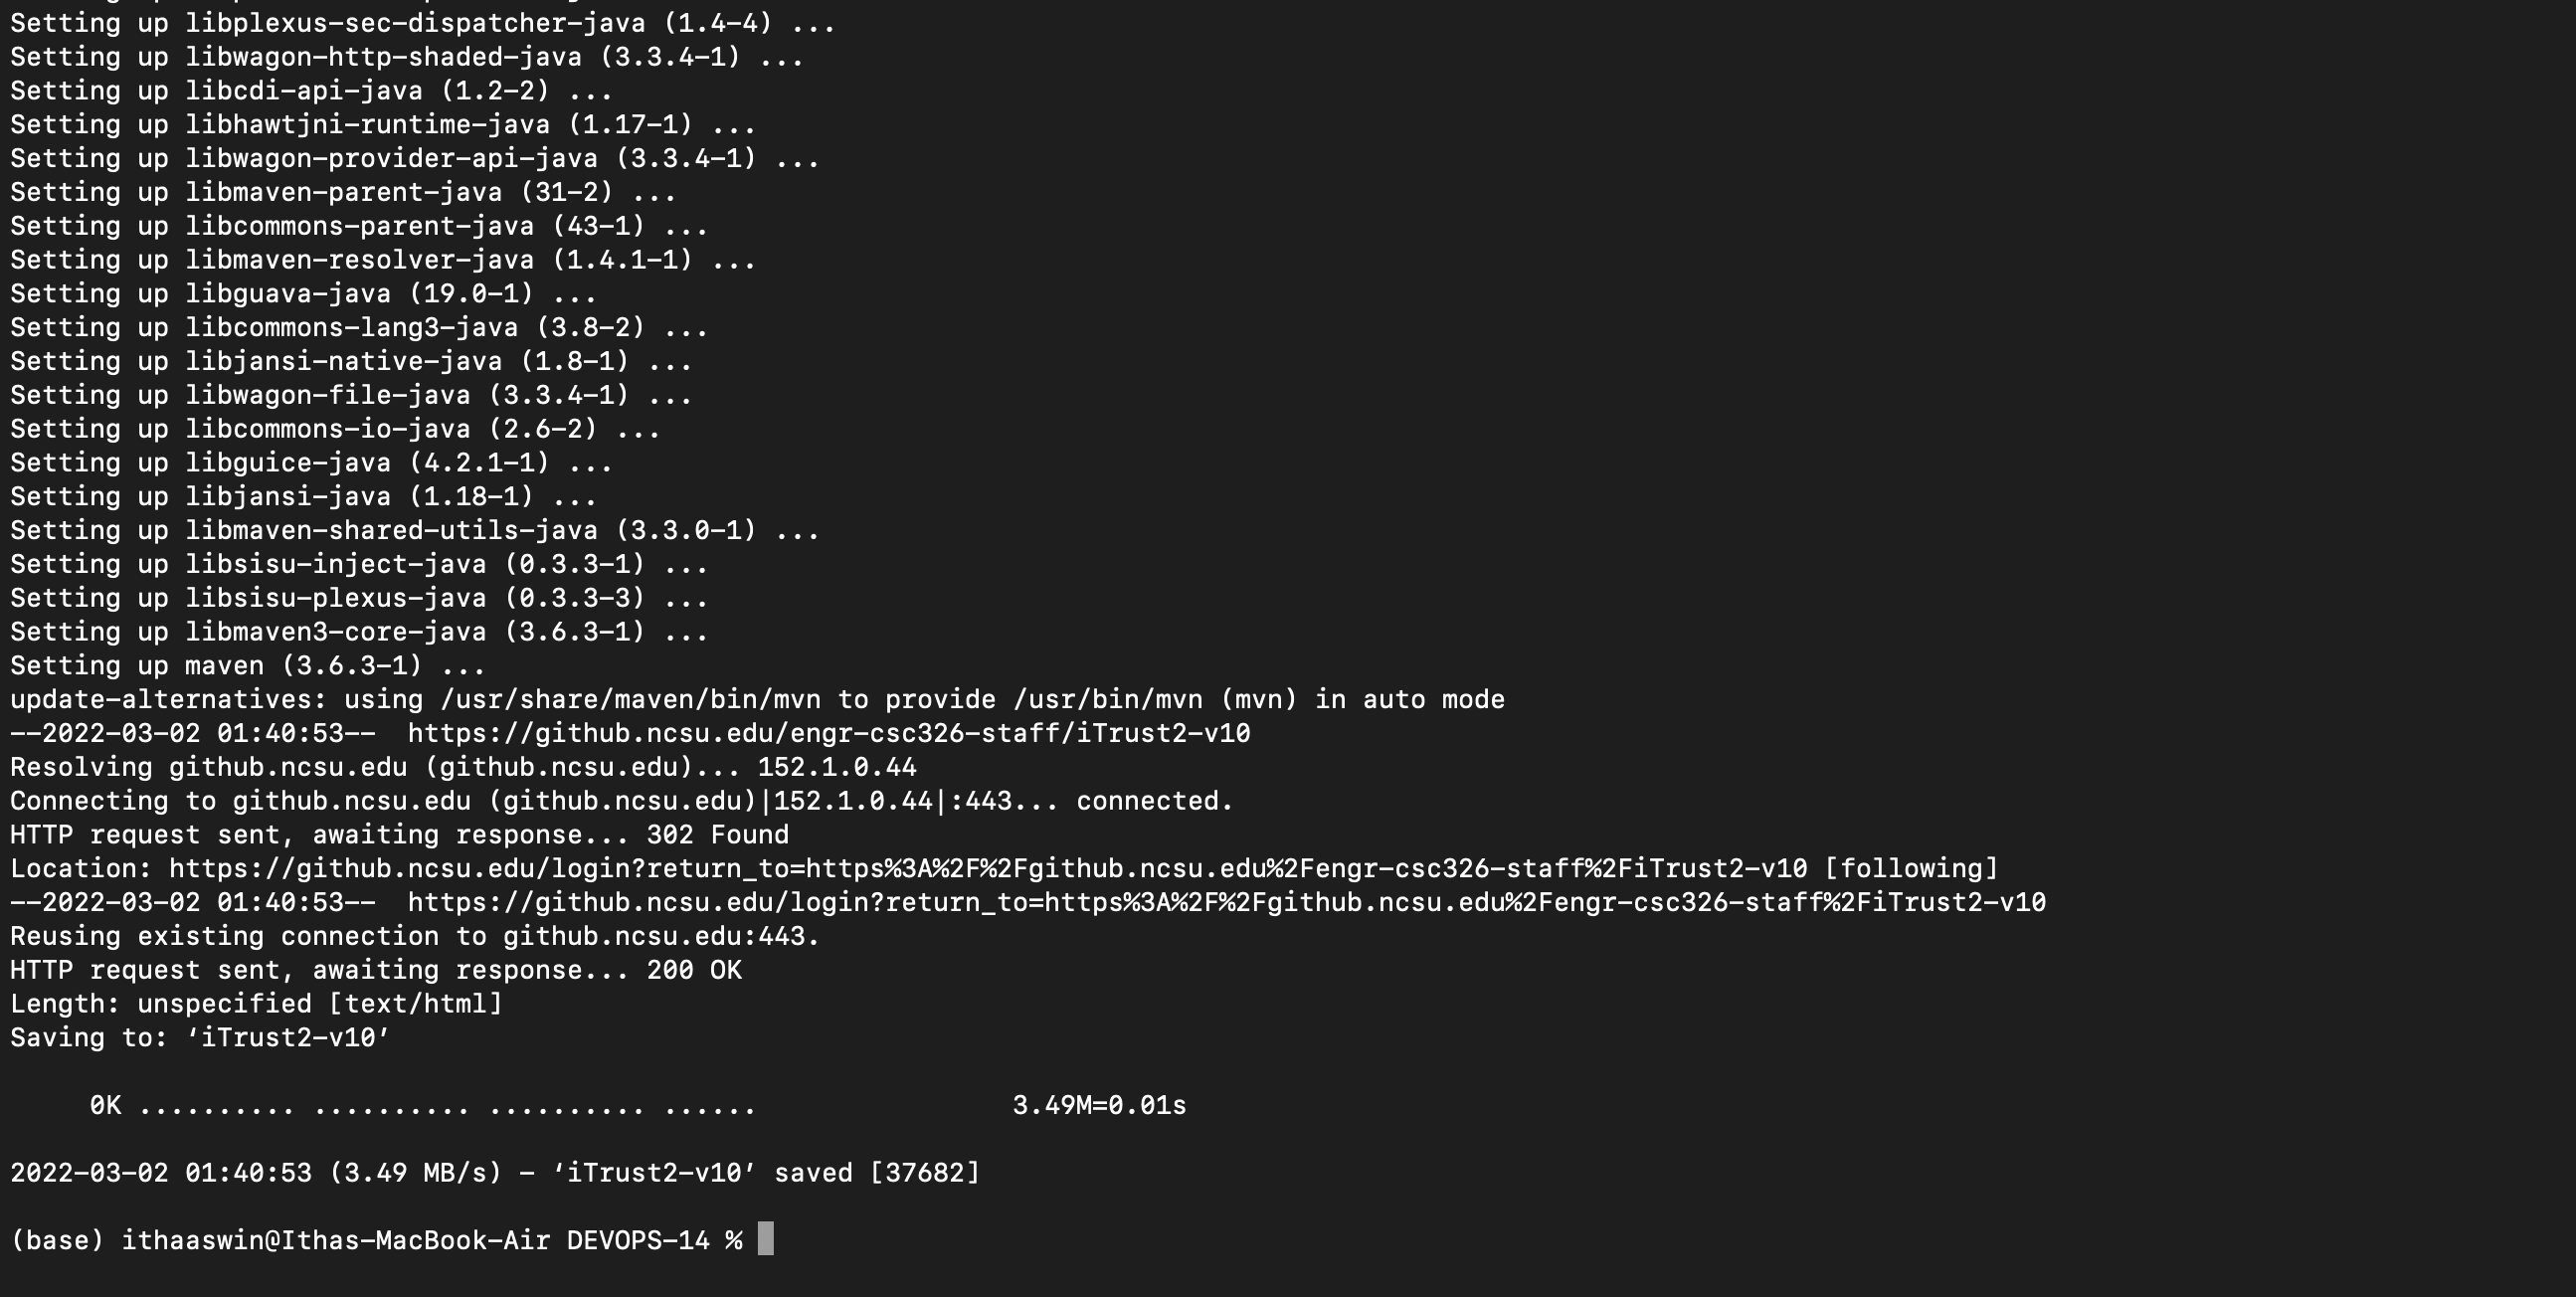 Setting up libplexus-sec-dispatcher-java (1.4-4) ...
Setting up libwagon-http-shaded-java (3.3.4-1) ...
Setting up libcdi-api-java (1.2-2) ...
Setting up libhawtjni-runtime-java (1.17-1) ...
Setting up libwagon-provider-api-java (3.3.4-1) ...
Setting up libmaven-parent-java (31-2) ...
Setting up libcommons-parent-java (43-1) ...
Setting up libmaven-resolver-java (1.4.1-1) ...
Setting up libguava-java (19.0-1) ...
Setting up libcommons-lang3-java (3.8-2) ...
Setting up libjansi-native-java (1.8-1) ...
Setting up libwagon-file-java (3.3.4-1) ...
Setting up libcommons-io-java (2.6-2) ...
Setting up libguice-java (4.2.1-1) ...
Setting up libjansi-java (1.18-1) ...
Setting up libmaven-shared-utils-java (3.3.0-1) ...
Setting up libsisu-inject-java (0.3.3-1) ...
Setting up libsisu-plexus-java (0.3.3-3) ...
Setting up libmaven3-core-java (3.6.3-1) ...
Setting up maven (3.6.3-1) ...
update-alternatives: using /usr/share/maven/bin/mvn to provide /usr/bin/mvn (mvn) in auto mode
--2022-03-02 01:40:53--  https://github.ncsu.edu/engr-csc326-staff/iTrust2-v10
Resolving github.ncsu.edu (github.ncsu.edu)... 152.1.0.44
Connecting to github.ncsu.edu (github.ncsu.edu)|152.1.0.44|:443... connected.
HTTP request sent, awaiting response... 302 Found
Location: https://github.ncsu.edu/login?return_to=https%3A%2F%2Fgithub.ncsu.edu%2Fengr-csc326-staff%2FiTrust2-v10 [following]
--2022-03-02 01:40:53--  https://github.ncsu.edu/login?return_to=https%3A%2F%2Fgithub.ncsu.edu%2Fengr-csc326-staff%2FiTrust2-v10
Reusing existing connection to github.ncsu.edu:443.
HTTP request sent, awaiting response... 200 OK
Length: unspecified [text/html]
Saving to: ‘iTrust2-v10’
0K .......... .......... .......... ......                3.49M=0.01s
2022-03-02 01:40:53 (3.49 MB/s) - ‘iTrust2-v10’ saved [37682]
(base) ithaaswin@Ithas-MacBook-Air DEVOPS-14 %